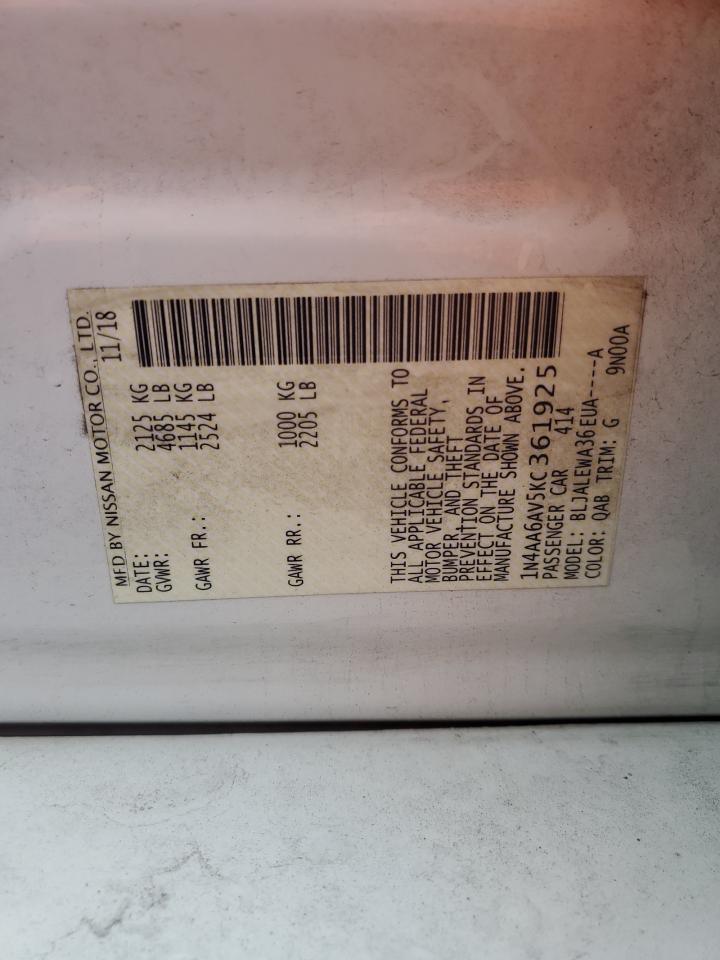 MFD BY NISSAN MOTOR CO., LTD.
DATE: 11/18
GVWR: 2125 KG
4685 LB
GAWR FR.: 1145 KG
2524 LB
GAWR RR.: 1000 KG
2205 LB
THIS VEHICLE CONFORMS TO
ALL APPLICABLE FEDERAL
MOTOR VEHICLE SAFETY,
BUMPER, AND THEFT
PREVENTION STANDARDS IN
EFFECT ON THE DATE OF
MANUFACTURE SHOWN ABOVE.
1N4AA6AV5KC361925
PASSENGER CAR 414
MODEL: BLJALEWA36EUA----A
COLOR: QAB TRIM: G 9N00A